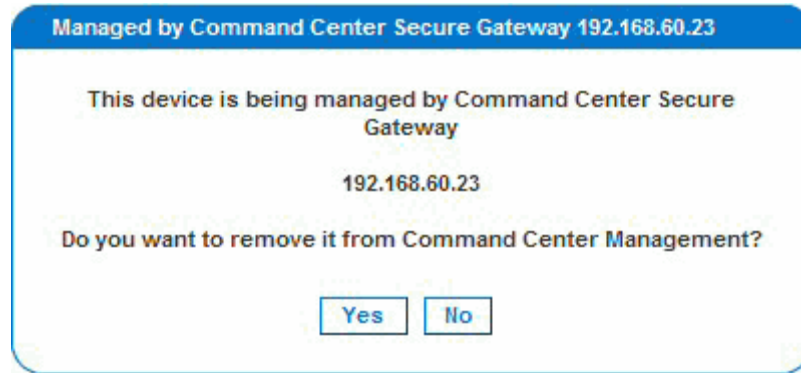 Managed by Command Center Secure Gateway 192.168.60.23
This device is being managed by Command Center Secure
Gateway
192.168.60.23
Do you want to remove it from Command Center Management?
Yes No